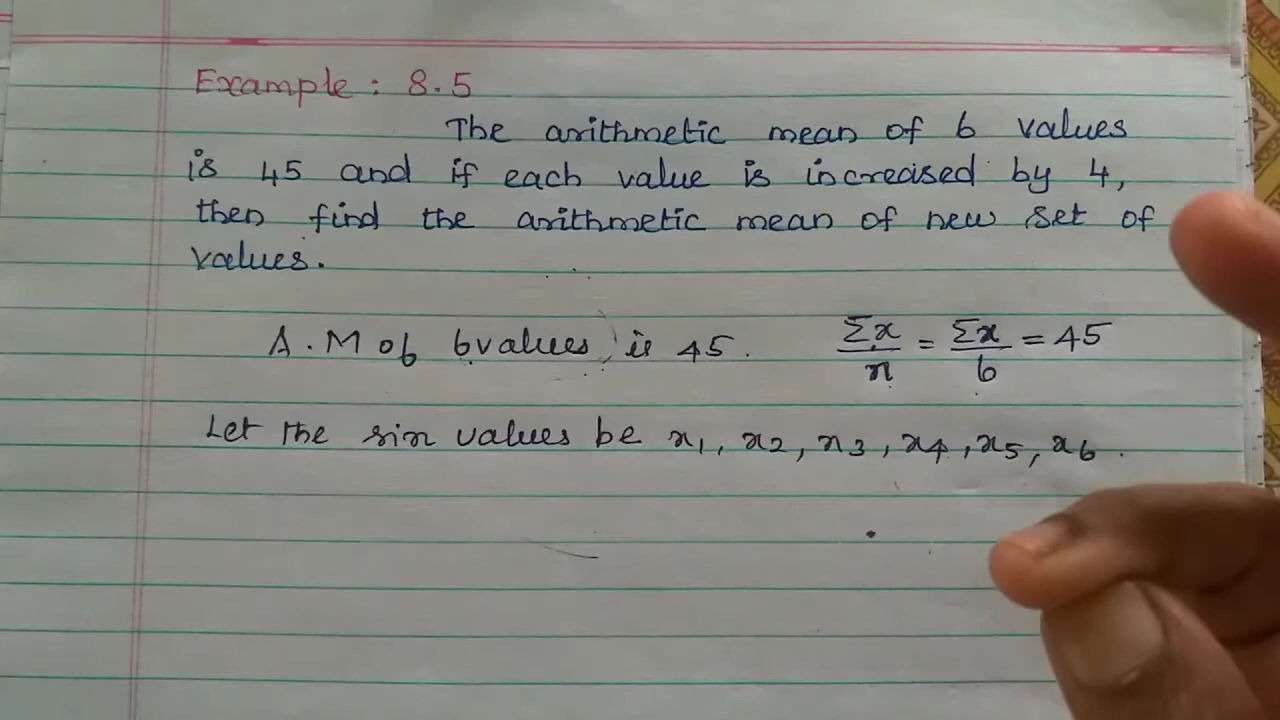 Example : 8.5
The arithmetic mean of 6 values
is 45 and if each value is increased by 4,
then find the arithmetic mean of new set of
values.
A.M of 6values is 45. Σx/n = Σx/6 = 45
Let the six values be x1, x2, x3, x4, x5, x6.